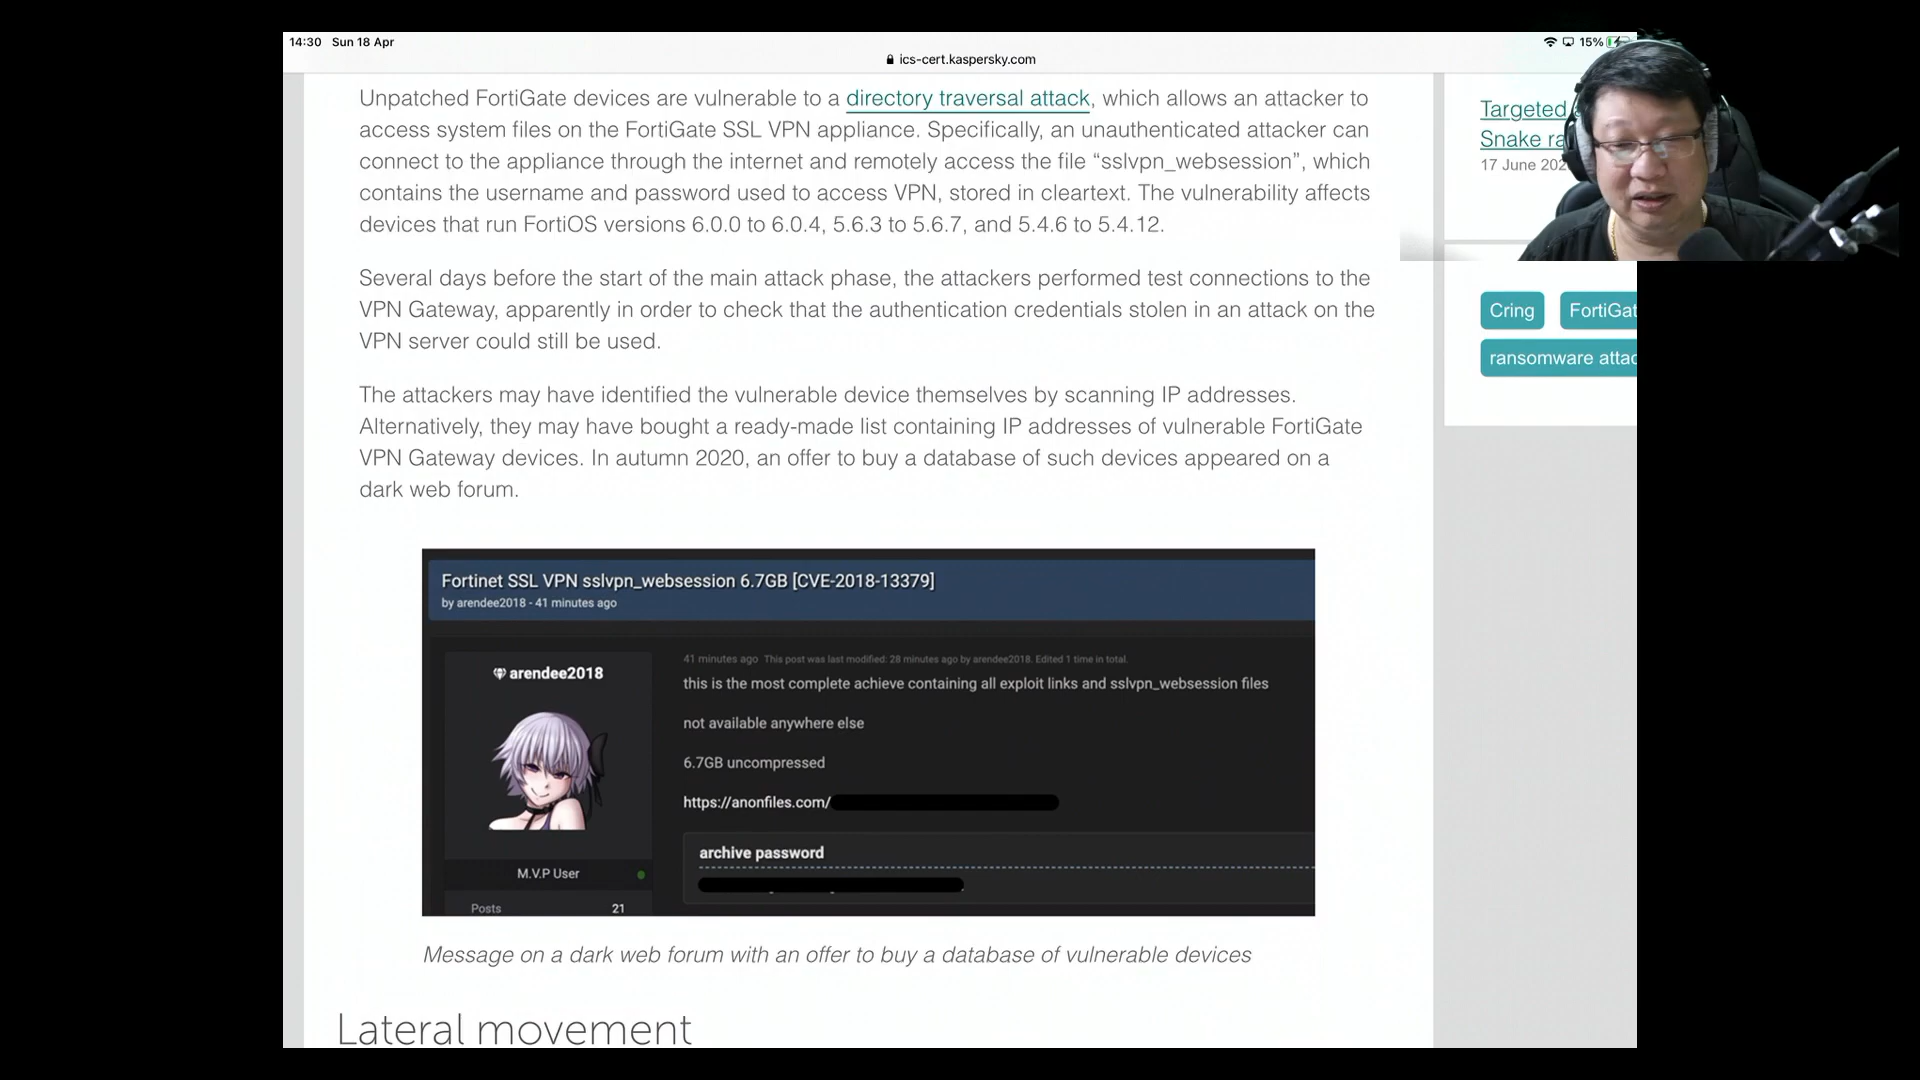 14:30 Sun 18 Apr
15%
ics-cert.kaspersky.com
Unpatched FortiGate devices are vulnerable to a directory traversal attack, which allows an attacker to
access system files on the FortiGate SSL VPN appliance. Specifically, an unauthenticated attacker can
connect to the appliance through the internet and remotely access the file “sslvpn_websession”, which
contains the username and password used to access VPN, stored in cleartext. The vulnerability affects
devices that run FortiOS versions 6.0.0 to 6.0.4, 5.6.3 to 5.6.7, and 5.4.6 to 5.4.12.
Several days before the start of the main attack phase, the attackers performed test connections to the
VPN Gateway, apparently in order to check that the authentication credentials stolen in an attack on the
VPN server could still be used.
The attackers may have identified the vulnerable device themselves by scanning IP addresses.
Alternatively, they may have bought a ready-made list containing IP addresses of vulnerable FortiGate
VPN Gateway devices. In autumn 2020, an offer to buy a database of such devices appeared on a
dark web forum.
Fortinet SSL VPN sslvpn_websession 6.7GB [CVE-2018-13379]
by arendee2018 - 41 minutes ago
arendee2018
M.V.P User
Posts 21
41 minutes ago This post was last modified: 28 minutes ago by arendee2018. Edited 1 time in total.
this is the most complete achieve containing all exploit links and sslvpn_websession files
not available anywhere else
6.7GB uncompressed
https://anonfiles.com/
archive password
Message on a dark web forum with an offer to buy a database of vulnerable devices
Lateral movement
Targeted
Snake
17 June
Cring
FortiGat
ransomware attac